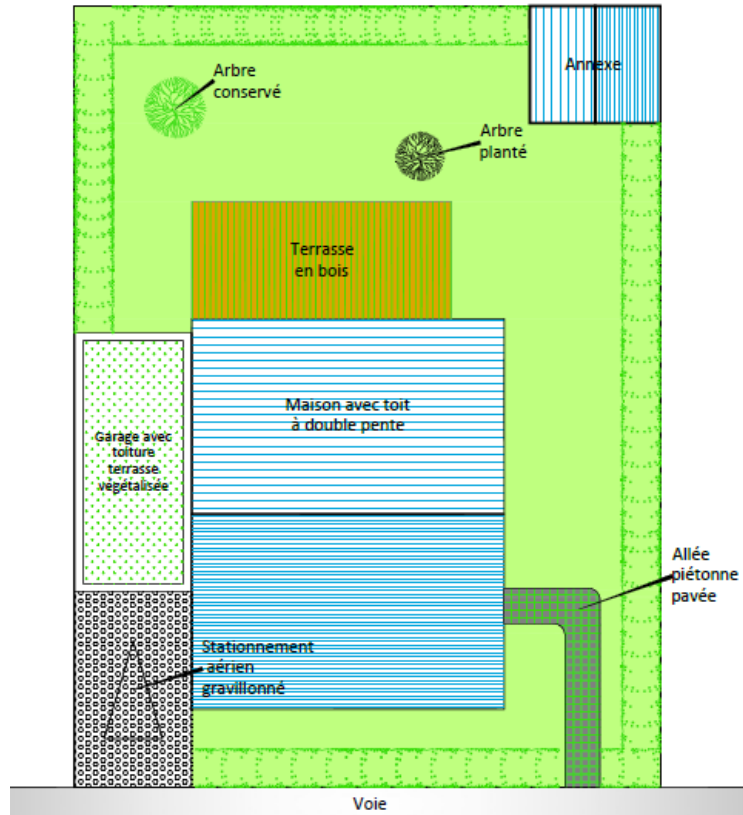 Annexe
Arbre
conservé
Arbre
planté
Terrasse
en bois
Maison avec toit
à double pente
Garage avec
toiture
terrasse
végétalisée
Allée
piétonne
pavée
Stationnement
aérien
gravillonné
Voie